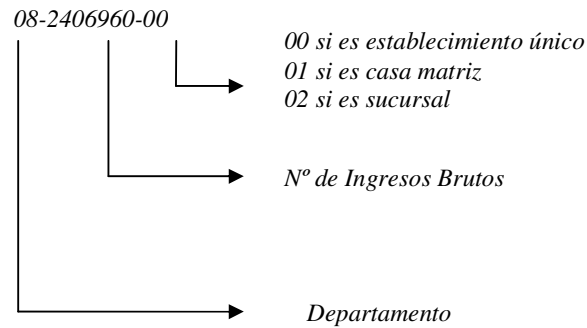 08-2406960-00
00 si es establecimiento único
01 si es casa matriz
02 si es sucursal
Nº de Ingresos Brutos
Departamento